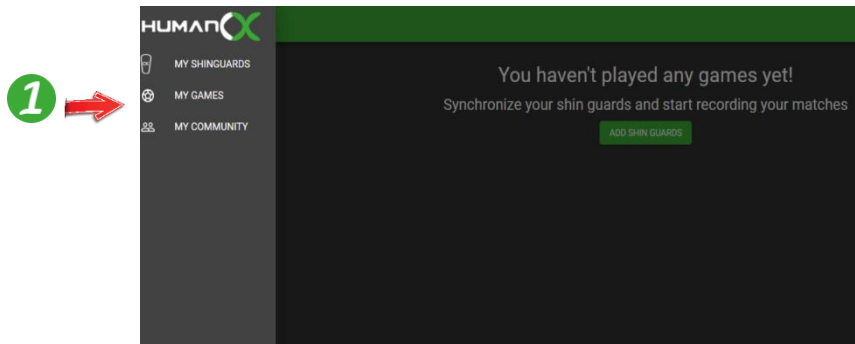 HUMANOX
MY SHINGUARDS
1
MY GAMES
MY COMMUNITY
You haven't played any games yet!
Synchronize your shin guards and start recording your matches
ADD SHIN GUARDS